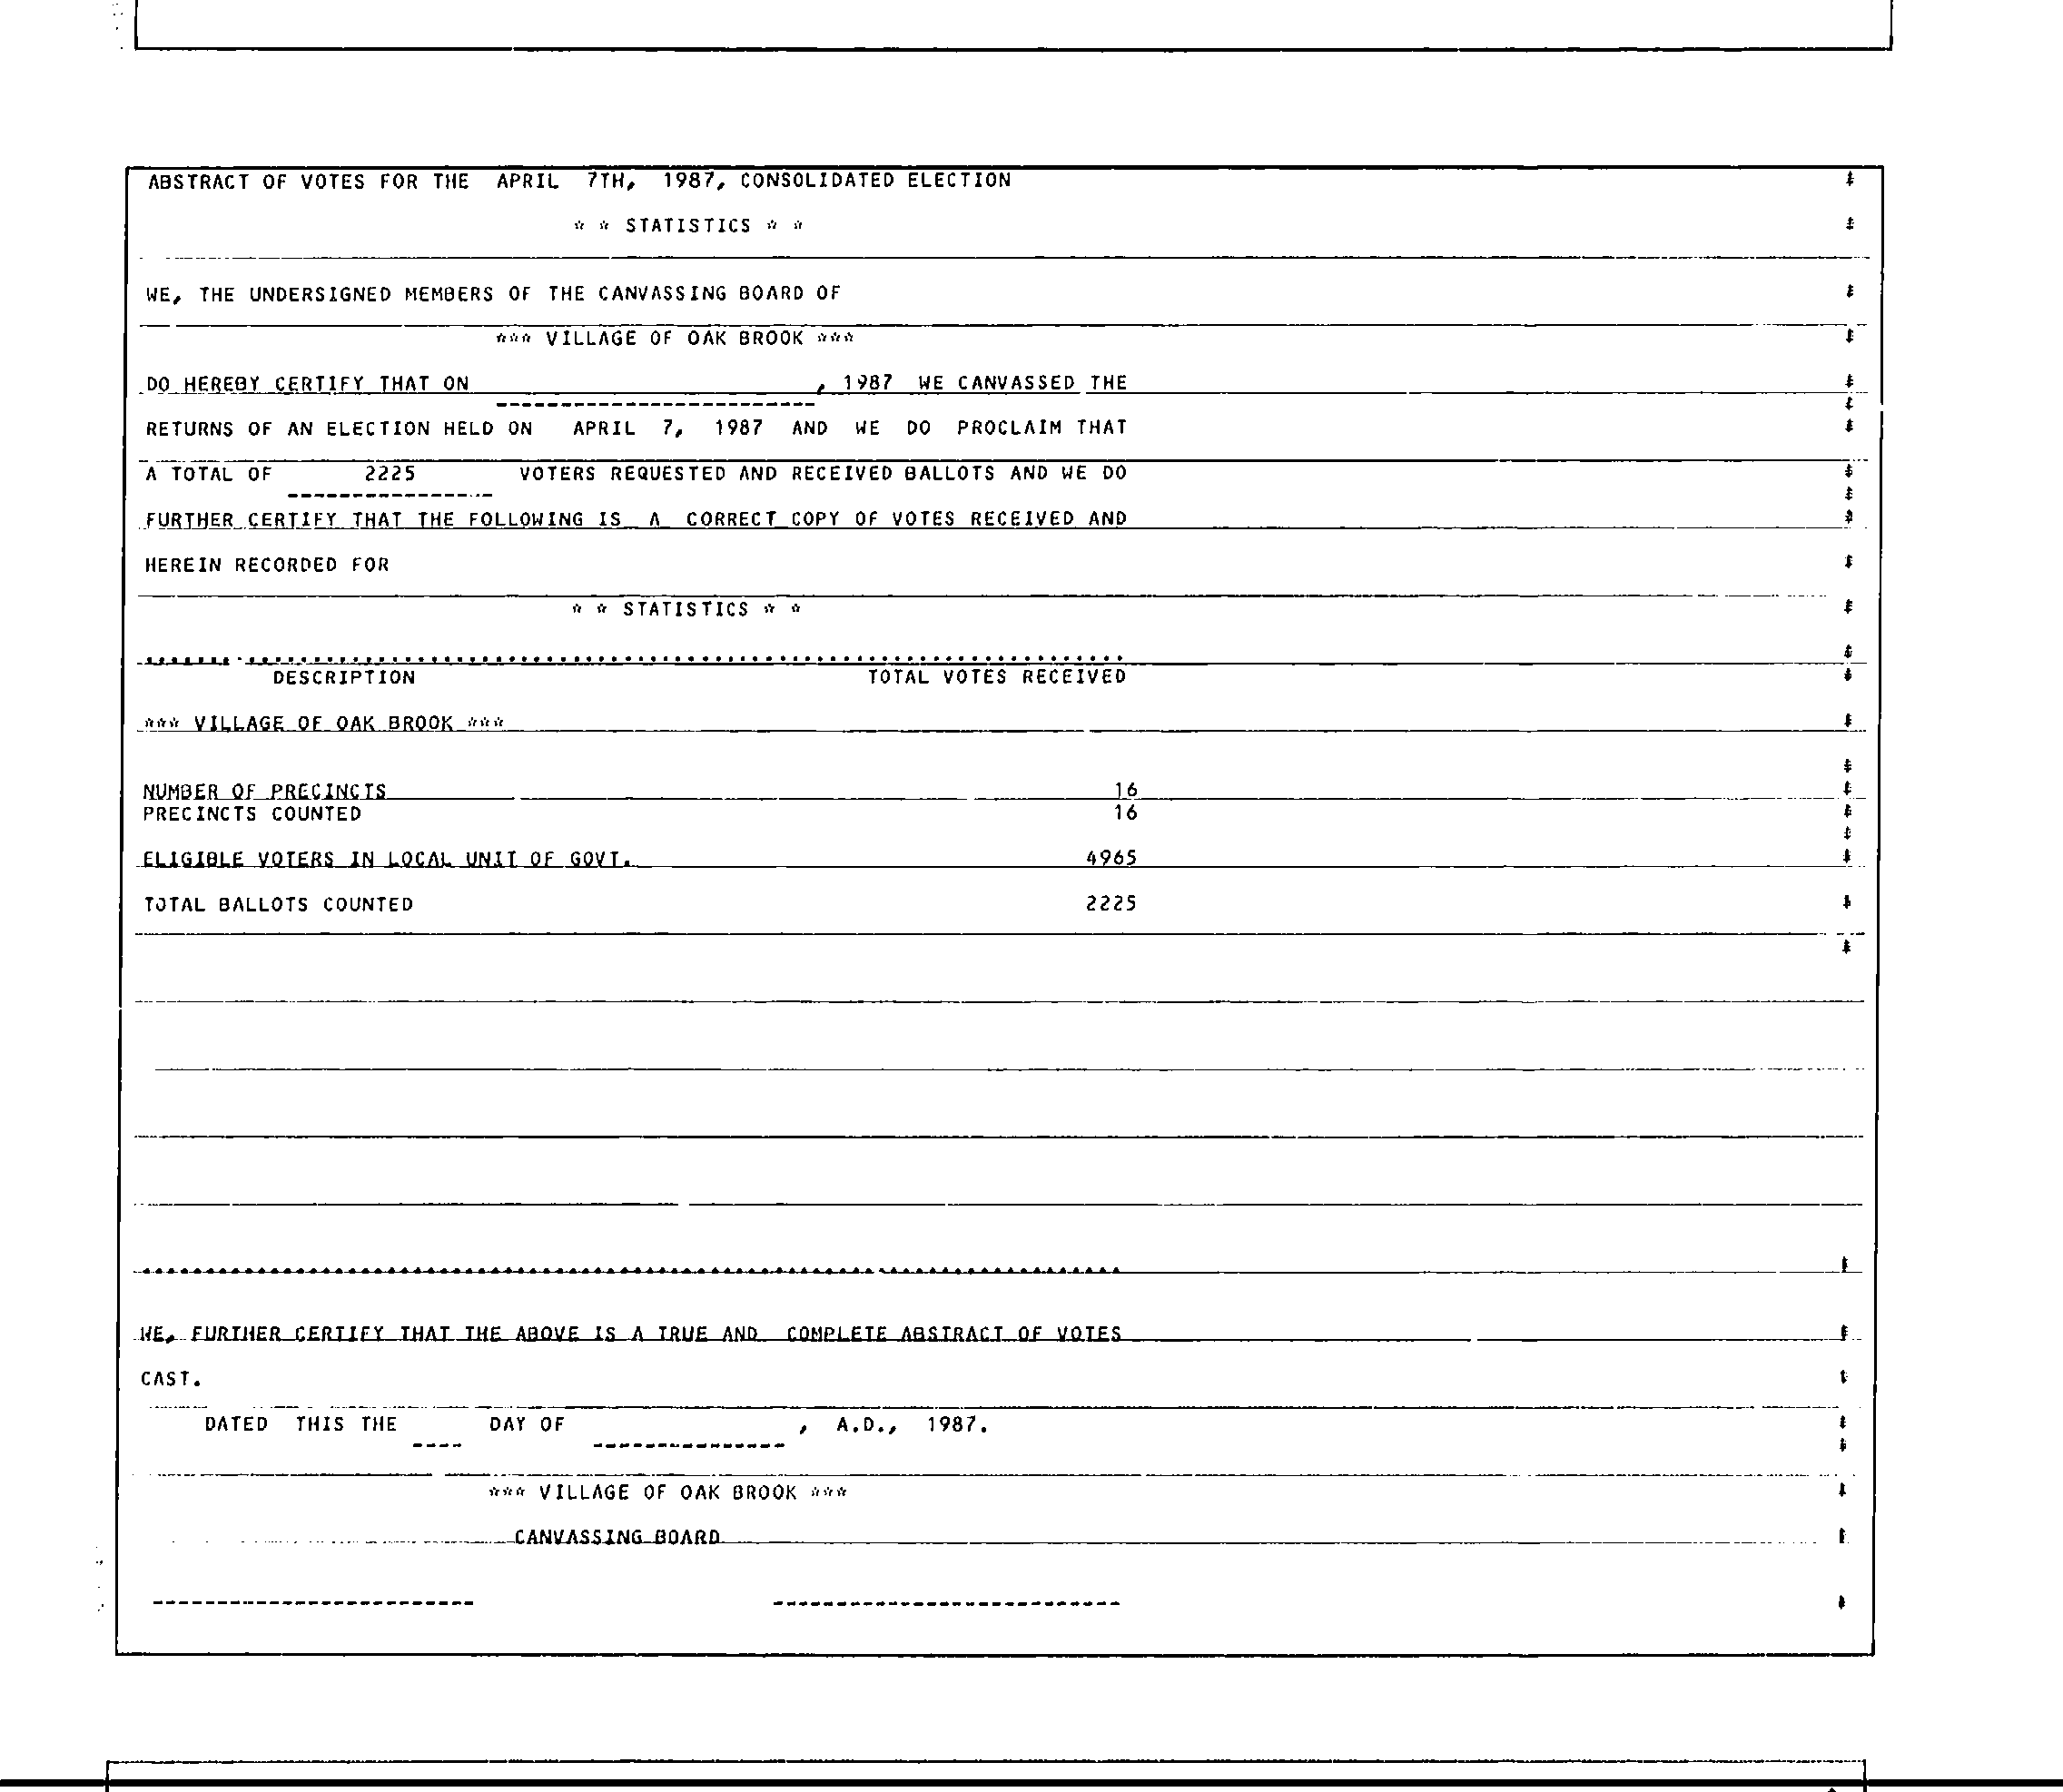 ABSTRACT OF VOTES FOR THE APRIL 7TH, 1987, CONSOLIDATED ELECTION
* * STATISTICS * *
WE, THE UNDERSIGNED MEMBERS OF THE CANVASSING BOARD OF
*** VILLAGE OF OAK BROOK ***
DO HEREBY CERTIFY THAT ON , 1987 WE CANVASSED THE
RETURNS OF AN ELECTION HELD ON APRIL 7, 1987 AND WE DO PROCLAIM THAT
A TOTAL OF 2225 VOTERS REQUESTED AND RECEIVED BALLOTS AND WE DO
FURTHER CERTIFY THAT THE FOLLOWING IS A CORRECT COPY OF VOTES RECEIVED AND
HEREIN RECORDED FOR
* * STATISTICS * *
DESCRIPTION TOTAL VOTES RECEIVED
*** VILLAGE OF OAK BROOK ***
NUMBER OF PRECINCTS 16
PRECINCTS COUNTED 16
ELIGIBLE VOTERS IN LOCAL UNIT OF GOVT. 4965
TOTAL BALLOTS COUNTED 2225
WE, FURTHER CERTIFY THAT THE ABOVE IS A TRUE AND COMPLETE ABSTRACT OF VOTES
CAST.
DATED THIS THE DAY OF , A.D., 1987.
*** VILLAGE OF OAK BROOK ***
CANVASSING BOARD